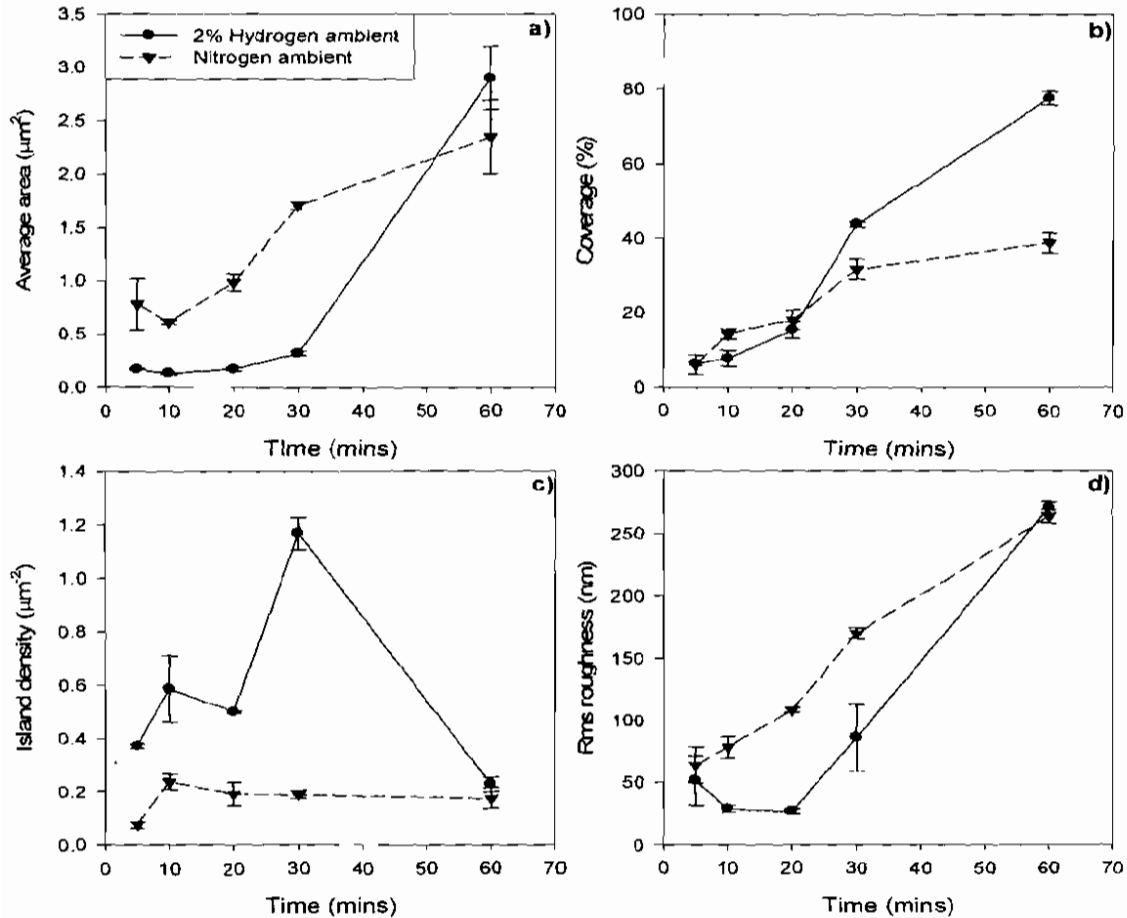 a)
2% Hydrogen ambient
Nitrogen ambient
3.5
3.0
2.5
2.0
1.5
1.0
0.5
0.0
Average area (µm²)
0 10 20 30 40 50 60 70
TIme (mins)
b)
100
80
60
40
20
0
Coverage (%)
0 10 20 30 40 50 60 70
Time (mins)
c)
1.4
1.2
1.0
0.8
0.6
0.4
0.2
0.0
Island density (µm⁻²)
0 10 20 30 40 50 60 70
Time (mins)
d)
300
250
200
150
100
50
0
Rms roughness (nm)
0 10 20 30 40 50 60 70
Time (mins)